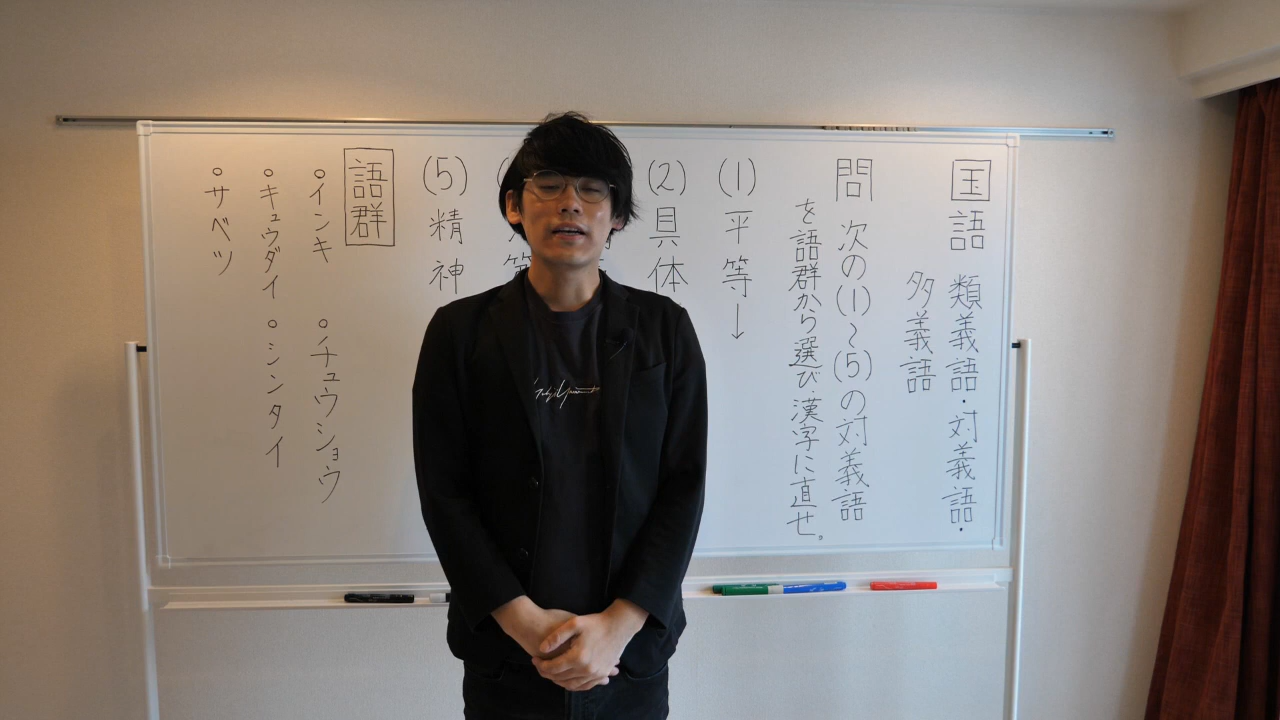 国語 類義語・対義語・
多義語
問 次の(1)~(5)の対義語
を語群から選び、漢字に直せ。
(1)平等→
(2)具体
(5)精神
語群
○インキ ○チュウショウ
○キュウダイ ○シンタイ
○サベツ